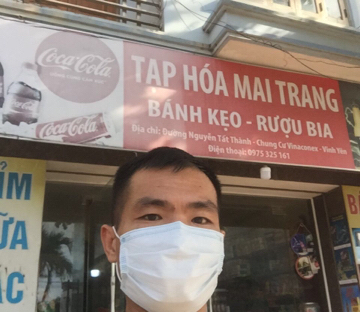 Coca-Cola
TẠP HÓA MAI TRANG
BÁNH KẸO - RƯỢU BIA
Địa chỉ: Đường Nguyễn Tất Thành - Chung Cư Vinaconex - Vĩnh Yên
Điện thoại: 0975 325 161
Coca-Cola
ỮA